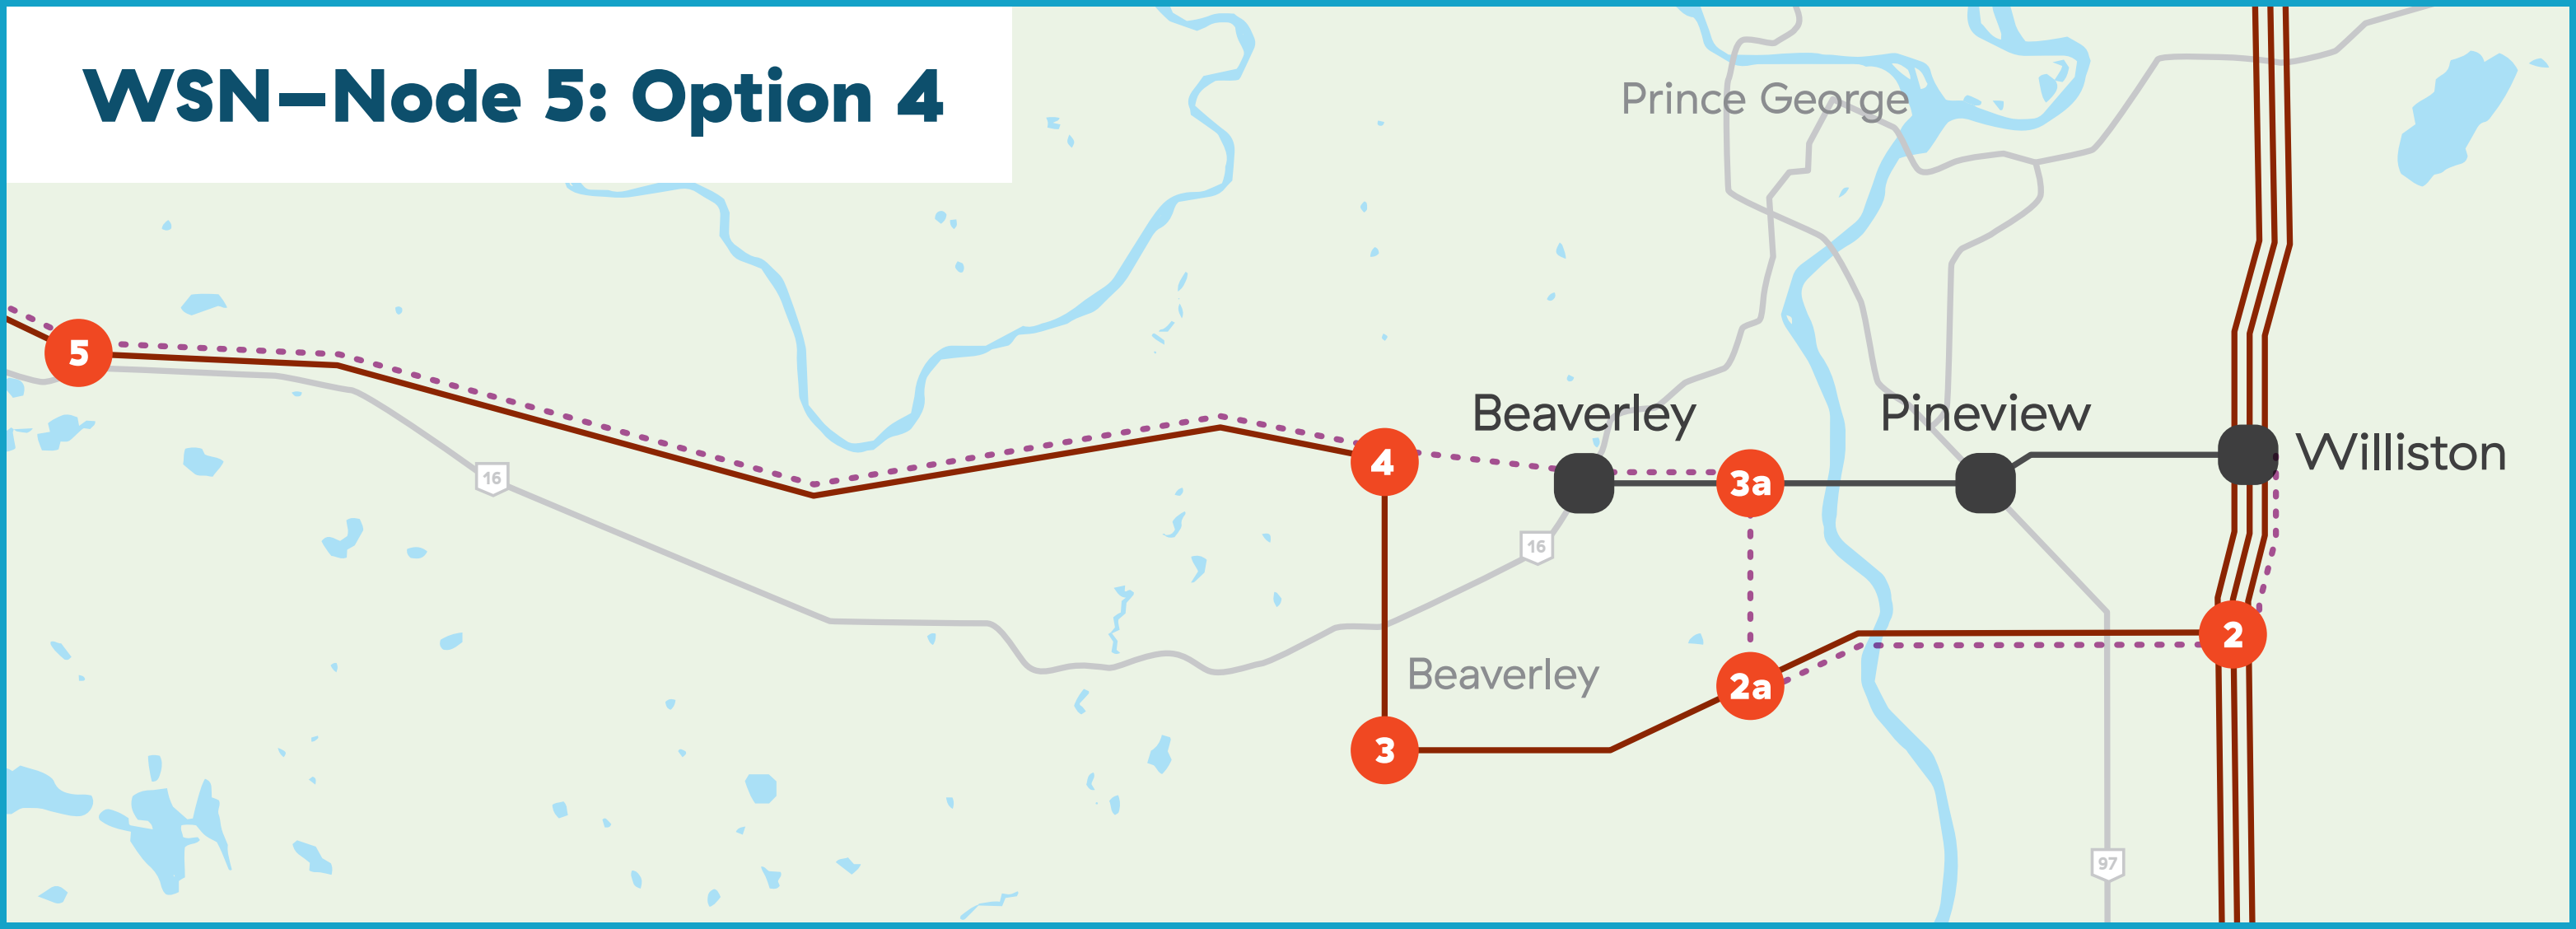 WSN—Node 5: Option 4
Prince George
5
Beaverley
Pineview
4
Williston
16
3a
16
2
Beaverley
2a
3
97